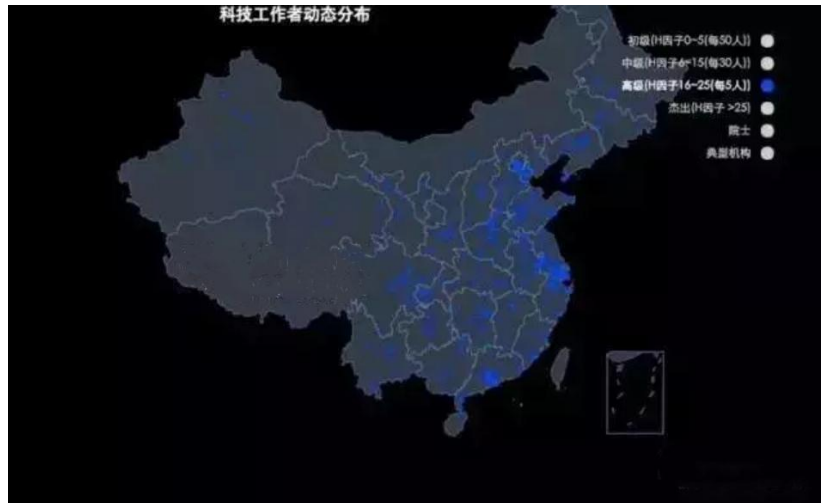 科技工作者动态分布
初级(H因子0~5(每50人))
中级(H因子6~15(每30人))
高级(H因子16~25(每5人))
杰出(H因子 >25)
院士
典型机构